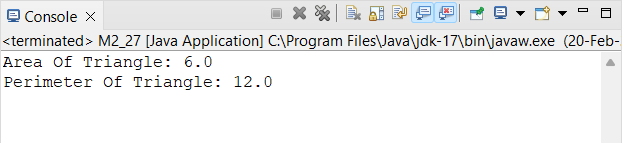 Console
<terminated> M2_27 [Java Application] C:\Program Files\Java\jdk-17\bin\javaw.exe (20-Feb-
Area Of Triangle: 6.0
Perimeter Of Triangle: 12.0